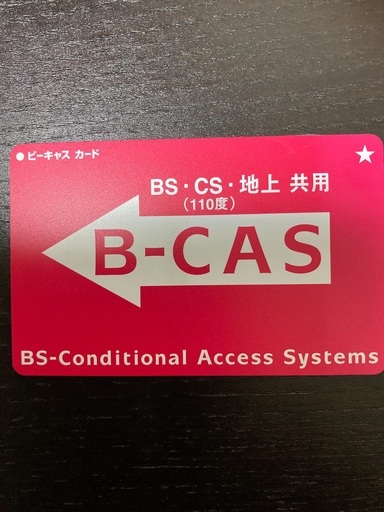 ● ビーキャス カード ★
BS・CS・地上 共用
(110度)
B-CAS
BS-Conditional Access Systems